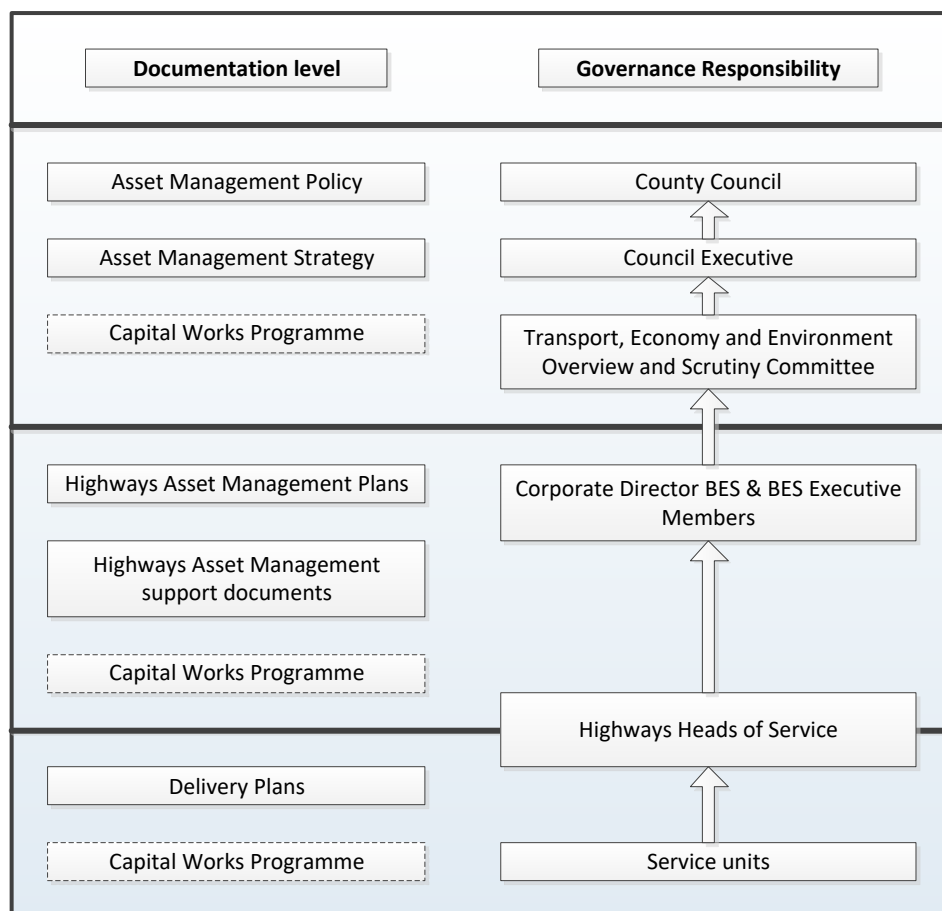 Documentation level
Governance Responsibility
Asset Management Policy
County Council
Asset Management Strategy
Council Executive
Capital Works Programme
Transport, Economy and Environment
Overview and Scrutiny Committee
Highways Asset Management Plans
Corporate Director BES & BES Executive
Members
Highways Asset Management
support documents
Capital Works Programme
Highways Heads of Service
Delivery Plans
Capital Works Programme
Service units